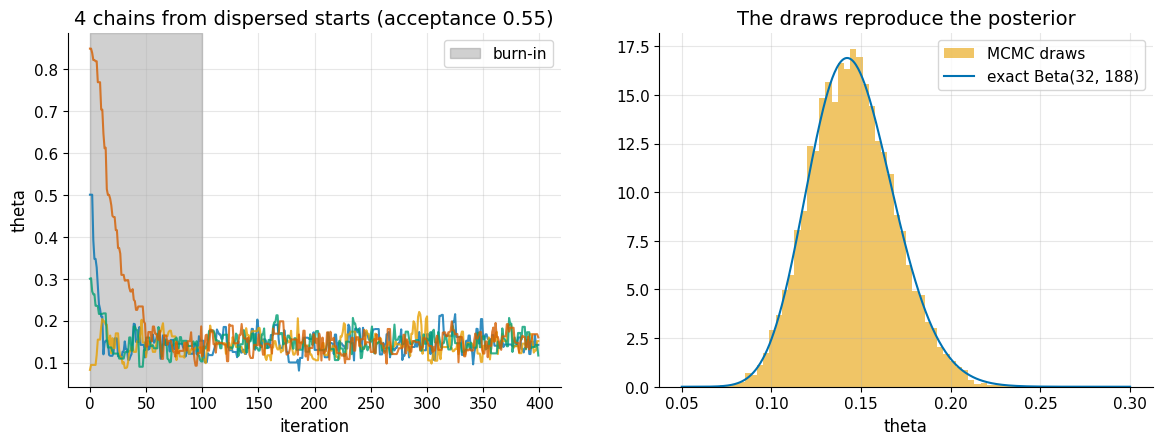 4 chains from dispersed starts (acceptance 0.55)
burn-in
theta
0.8
0.7
0.6
0.5
0.4
0.3
0.2
0.1
0 50 100 150 200 250 300 350 400
iteration
The draws reproduce the posterior
MCMC draws
exact Beta(32, 188)
17.5
15.0
12.5
10.0
7.5
5.0
2.5
0.0
0.05 0.10 0.15 0.20 0.25 0.30
theta